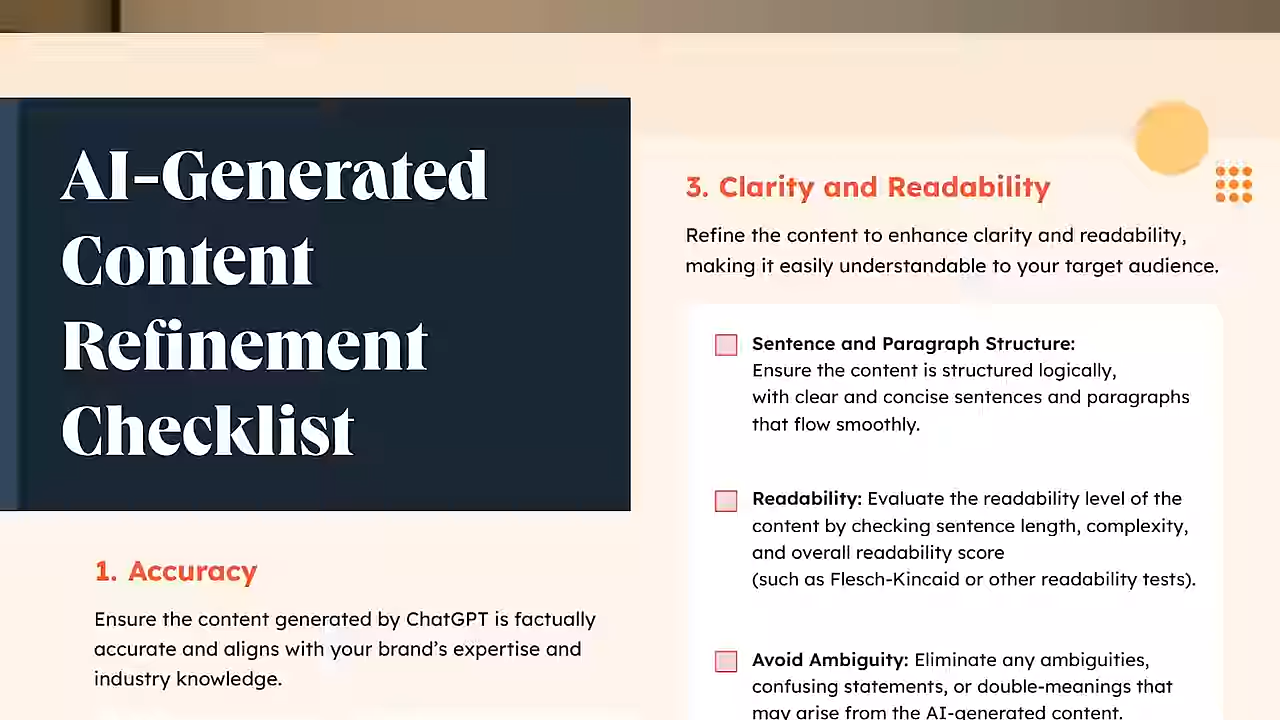 AI-Generated
Content
Refinement
Checklist
1. Accuracy
Ensure the content generated by ChatGPT is factually
accurate and aligns with your brand’s expertise and
industry knowledge.
3. Clarity and Readability
Refine the content to enhance clarity and readability,
making it easily understandable to your target audience.
Sentence and Paragraph Structure:
Ensure the content is structured logically,
with clear and concise sentences and paragraphs
that flow smoothly.
Readability: Evaluate the readability level of the
content by checking sentence length, complexity,
and overall readability score
(such as Flesch-Kincaid or other readability tests).
Avoid Ambiguity: Eliminate any ambiguities,
confusing statements, or double-meanings that
may arise from the AI-generated content.